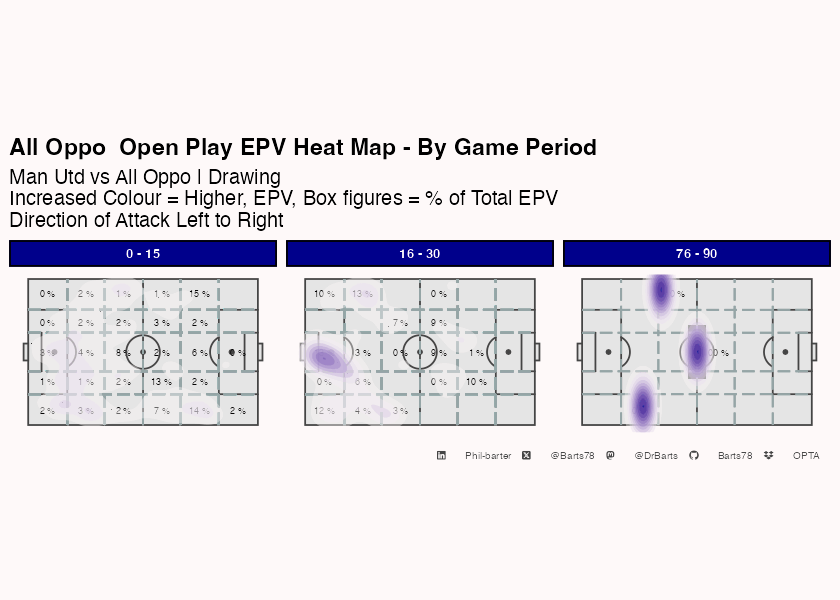 All Oppo  Open Play EPV Heat Map - By Game Period
Man Utd vs All Oppo | Drawing
Increased Colour = Higher, EPV, Box figures = % of Total EPV
Direction of Attack Left to Right
0 - 15 16 - 30 76 - 90
0 % 2 % 1 % 1 % 15 % 10 % 13 % 0 %
0 % 2 % 2 % 3 % 2 % 7 % 9 %
4 % 8 % 2 % 6 % 3 % 0 % 9 % 1 %
1 % 1 % 2 % 13 % 2 % 0 % 6 % 0 % 10 %
2 % 3 % 2 % 7 % 14 % 2 % 12 % 4 % 3 %
Phil-barter @Barts78 @DrBarts Barts78 OPTA